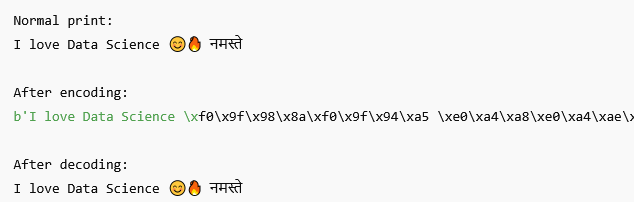 Normal print:
I love Data Science 😊🔥 नमस्ते
After encoding:
b'I love Data Science \xf0\x9f\x98\x8a\xf0\x9f\x94\xa5 \xe0\xa4\xa8\xe0\xa4\xae\x
After decoding:
I love Data Science 😊🔥 नमस्ते